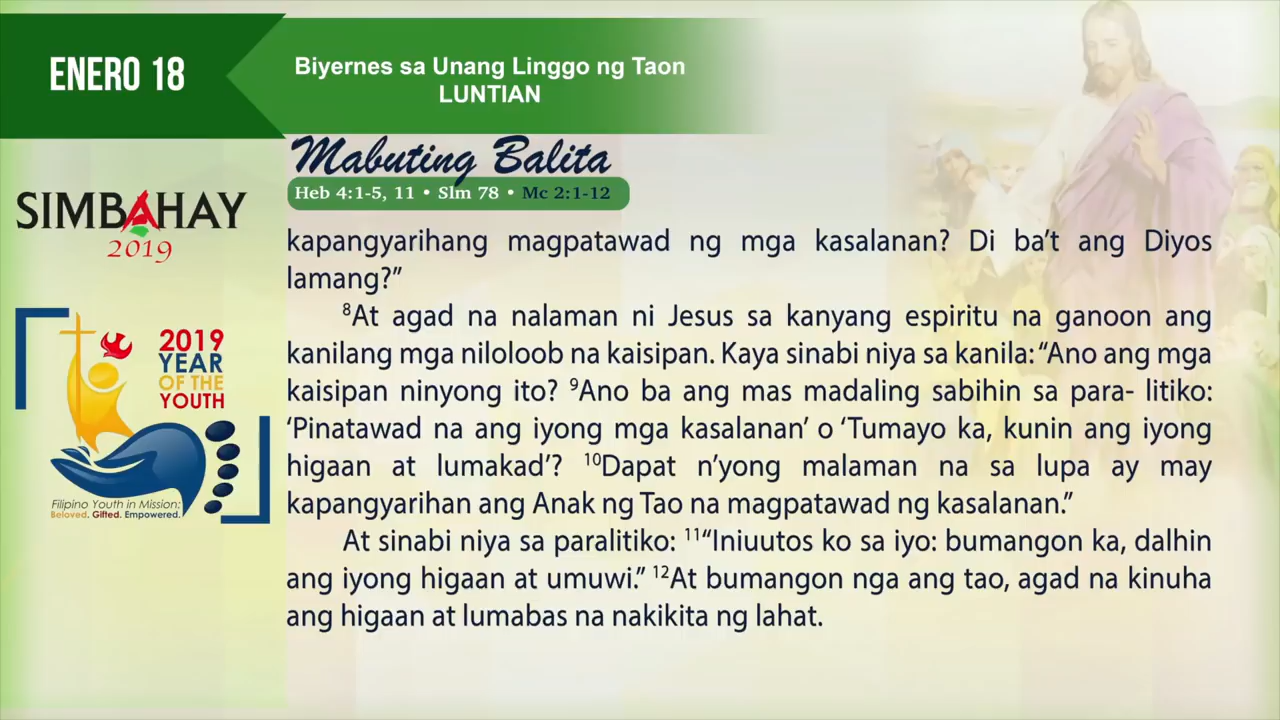 ENERO 18
Biyernes sa Unang Linggo ng Taon
LUNTIAN
Mabuting Balita
Heb 4:1-5, 11 • Slm 78 • Mc 2:1-12
SIMBAHAY
2019
2019
YEAR
OF THE
YOUTH
Filipino Youth in Mission:
Beloved. Gifted. Empowered.
kapangyarihang magpatawad ng mga kasalanan? Di ba’t ang Diyos
lamang?”
⁸At agad na nalaman ni Jesus sa kanyang espiritu na ganoon ang
kanilang mga niloloob na kaisipan. Kaya sinabi niya sa kanila: “Ano ang mga
kaisipan ninyong ito? ⁹Ano ba ang mas madaling sabihin sa para- litiko:
‘Pinatawad na ang iyong mga kasalanan’ o ‘Tumayo ka, kunin ang iyong
higaan at lumakad’? ¹⁰Dapat n’yong malaman na sa lupa ay may
kapangyarihan ang Anak ng Tao na magpatawad ng kasalanan.”
At sinabi niya sa paralitiko: ¹¹“Iniuutos ko sa iyo: bumangon ka, dalhin
ang iyong higaan at umuwi.” ¹²At bumangon nga ang tao, agad na kinuha
ang higaan at lumabas na nakikita ng lahat.